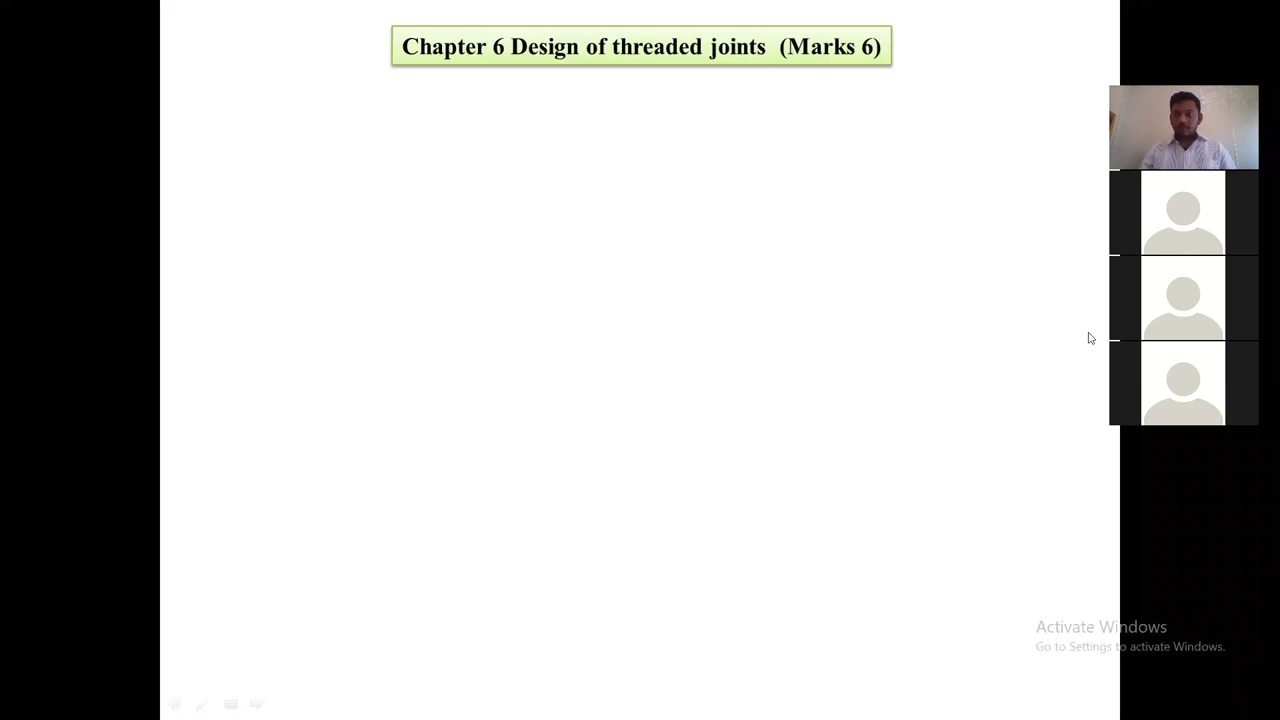 Chapter 6 Design of threaded joints (Marks 6)
Activate Windows
Go to Settings to activate Windows.